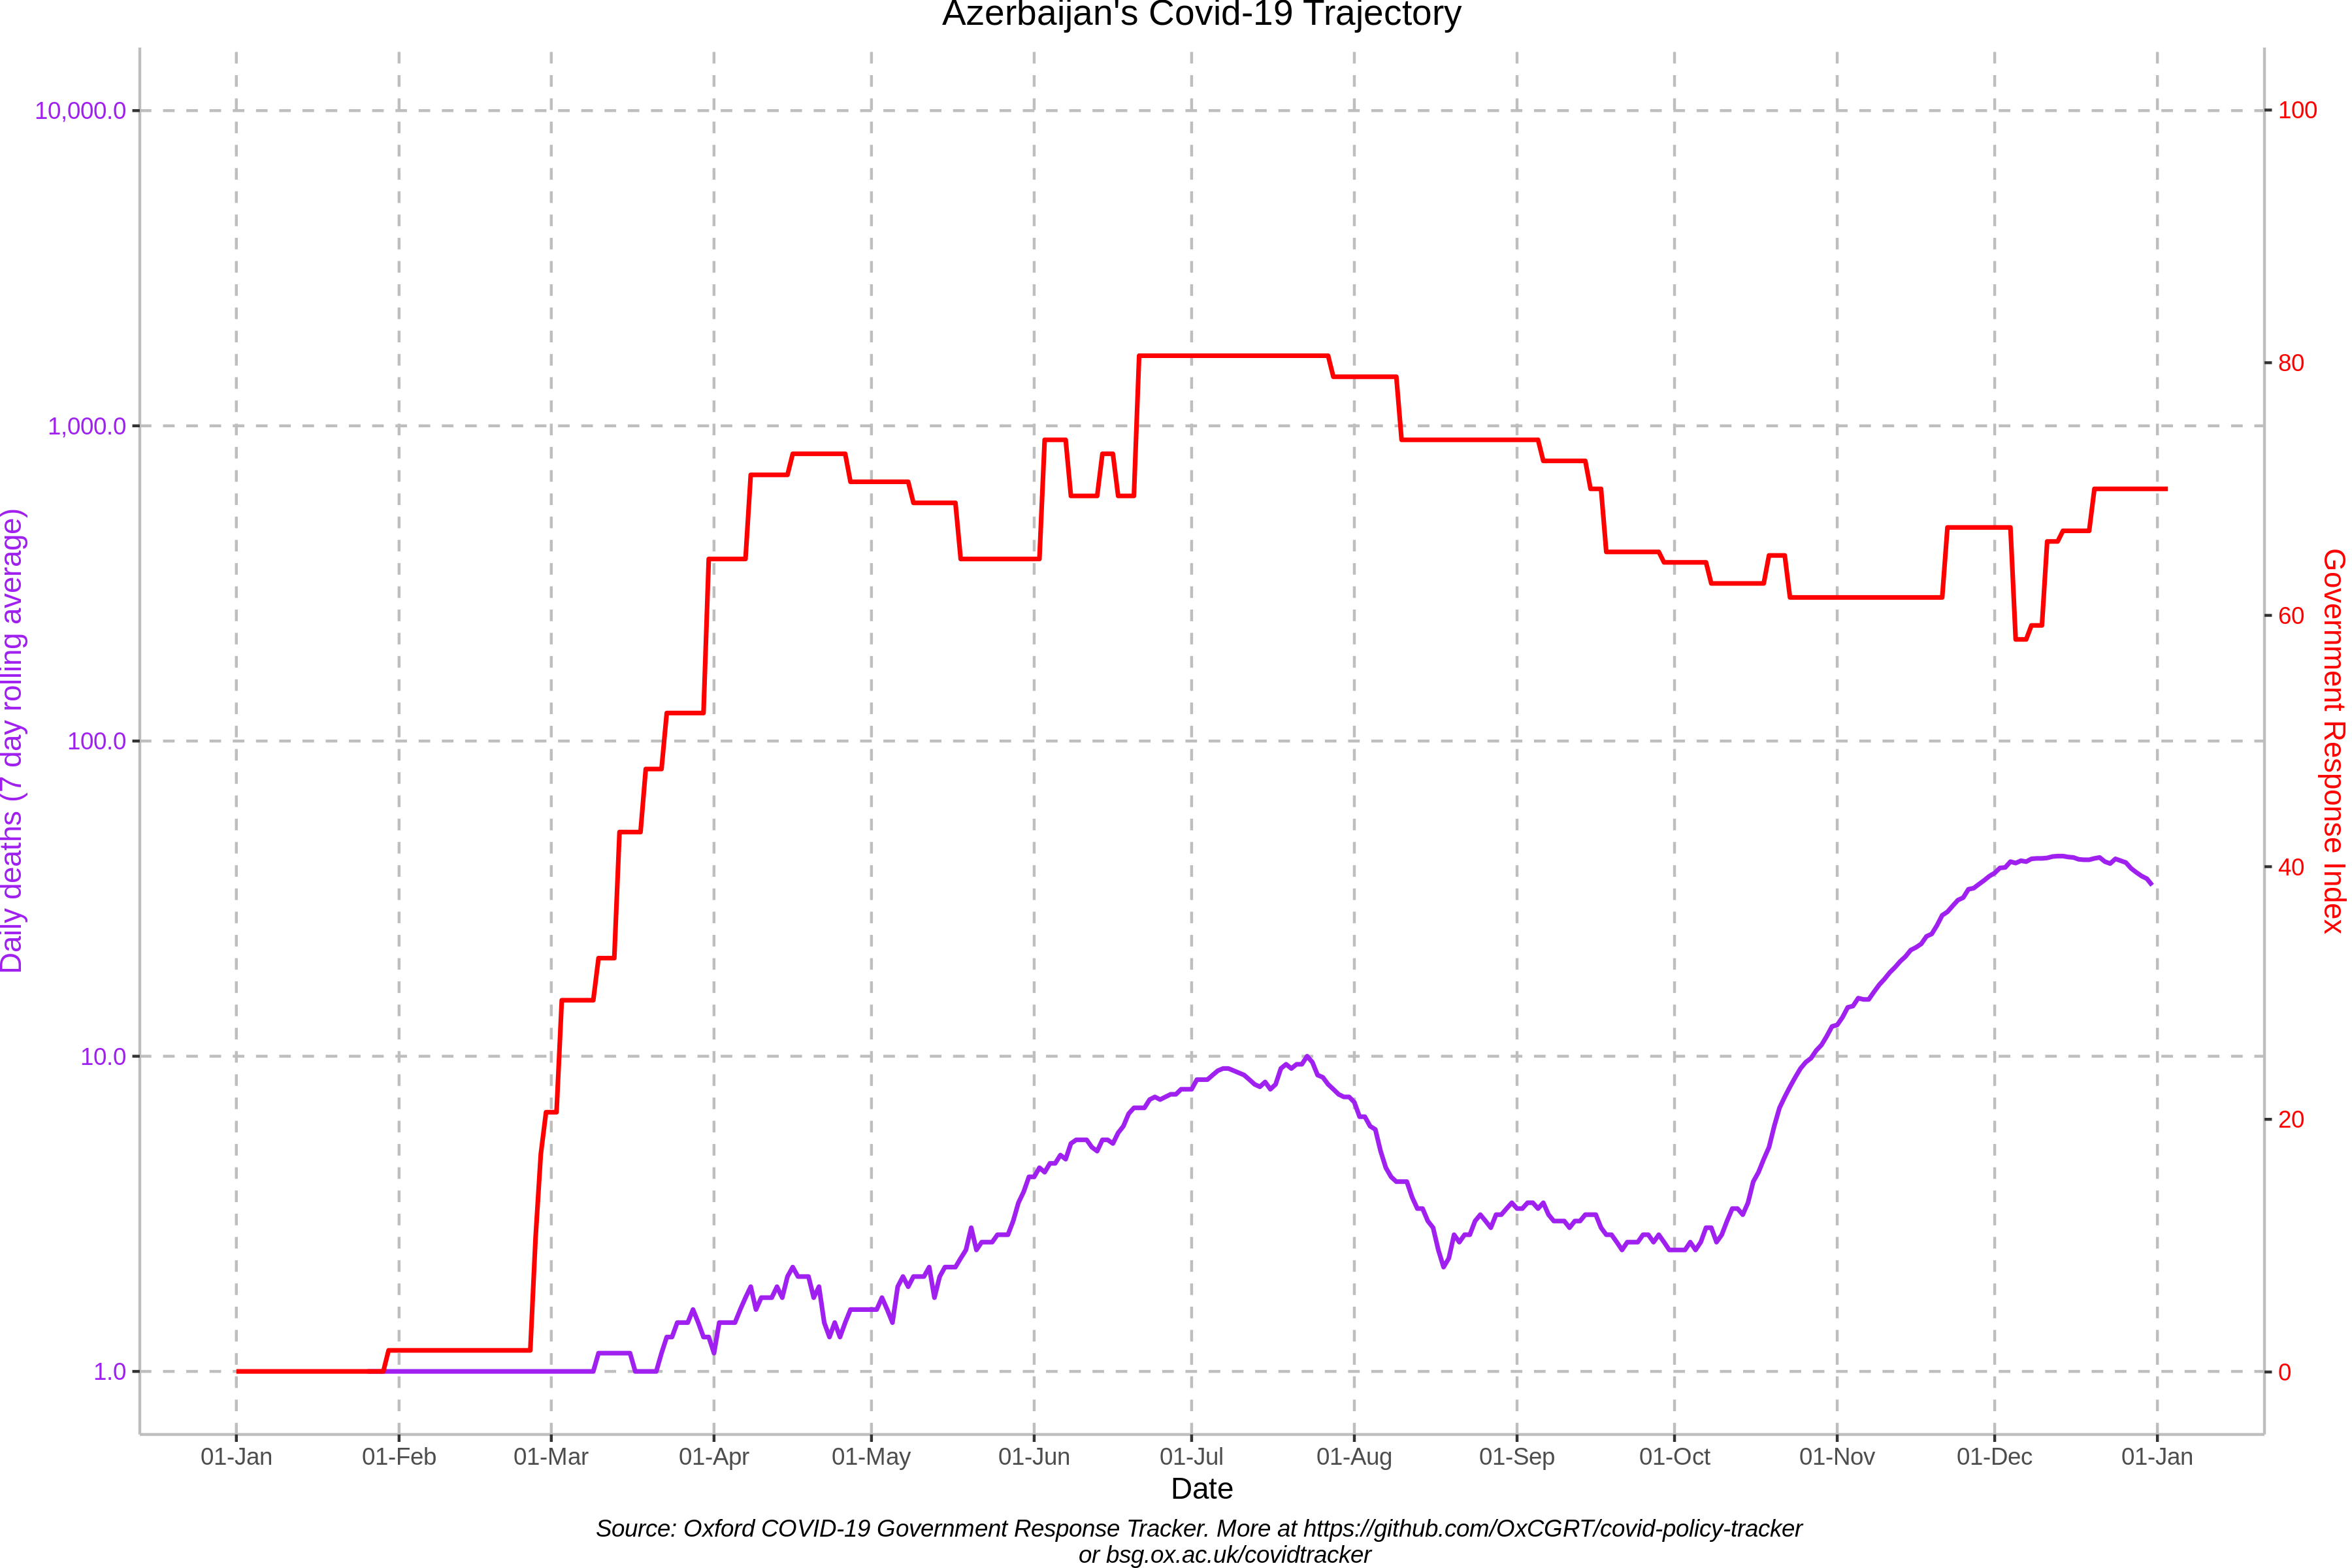 Azerbaijan's Covid-19 Trajectory
10,000.0
1,000.0
100.0
10.0
1.0
Daily deaths (7 day rolling average)
100
80
60
40
20
0
Government Response Index
01-Jan 01-Feb 01-Mar 01-Apr 01-May 01-Jun 01-Jul 01-Aug 01-Sep 01-Oct 01-Nov 01-Dec 01-Jan
Date
Source: Oxford COVID-19 Government Response Tracker. More at https://github.com/OxCGRT/covid-policy-tracker
or bsg.ox.ac.uk/covidtracker